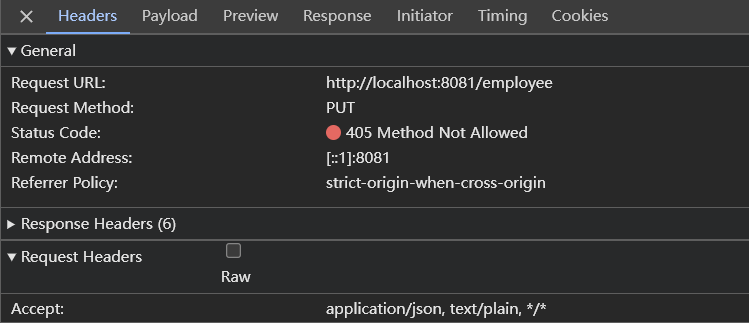 Headers Payload Preview Response Initiator Timing Cookies
General
Request URL: http://localhost:8081/employee
Request Method: PUT
Status Code: 405 Method Not Allowed
Remote Address: [::1]:8081
Referrer Policy: strict-origin-when-cross-origin
Response Headers (6)
Request Headers
Raw
Accept: application/json, text/plain, */*